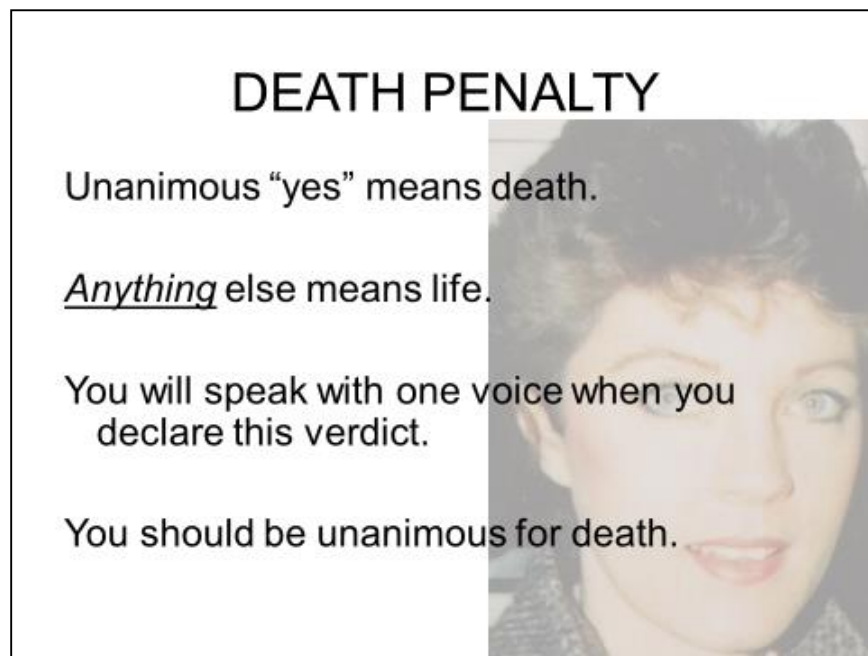 DEATH PENALTY
Unanimous “yes” means death.
Anything else means life.
You will speak with one voice when you
declare this verdict.
You should be unanimous for death.